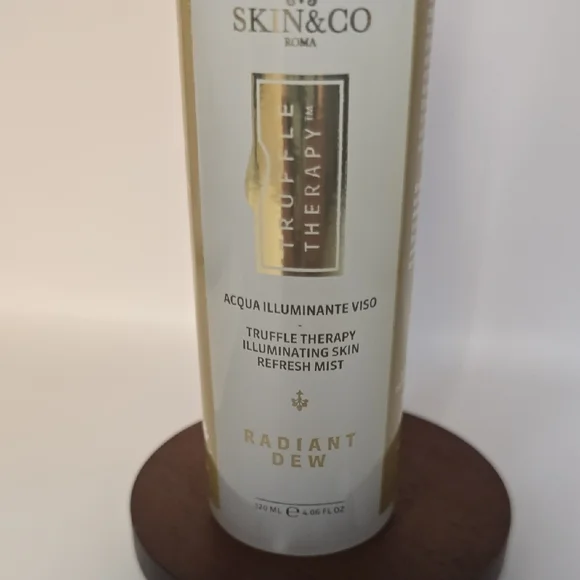 SKIN&CO
ROMA
TRUFFLE
THERAPY™
ACQUA ILLUMINANTE VISO
-
TRUFFLE THERAPY
ILLUMINATING SKIN
REFRESH MIST
RADIANT
DEW
120 ML ℮ 4.06 FL OZ